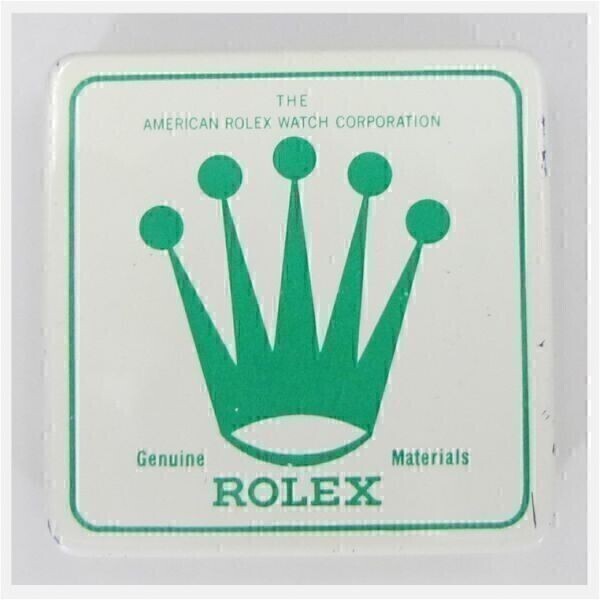 THE
AMERICAN ROLEX WATCH CORPORATION
Genuine Materials
ROLEX